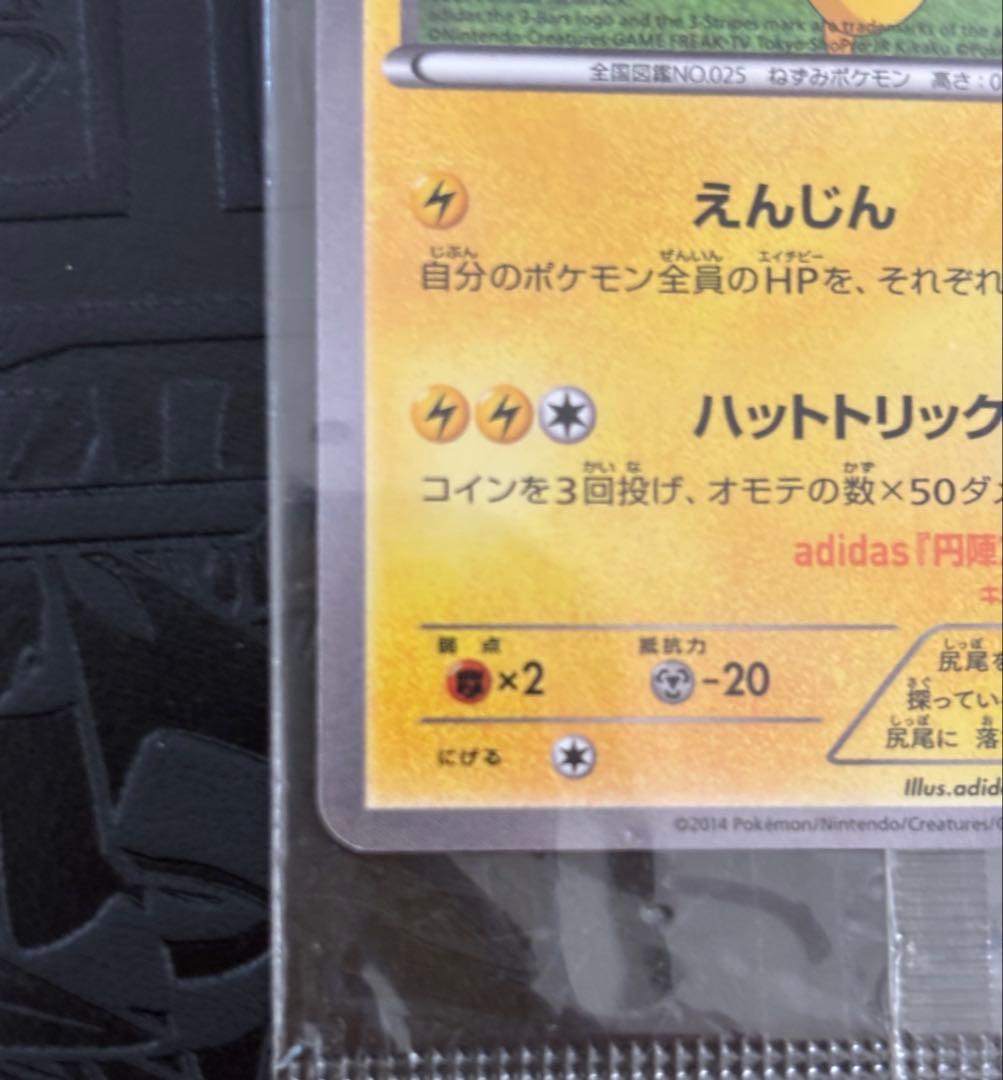 adidas,the 3-Bars logo and the 3-Stripes mark are trademarks of the
©Nintendo・Creatures・GAME FREAK・TV Tokyo・ShoPro・JR Kikaku
全国図鑑NO.025 ねずみポケモン 高さ:0
えんじん
じぶん ぜんいん エイチピー
自分のポケモン全員のHPを、それぞれ
ハットトリック
かい な かず
コインを3回投げ、オモテの数×50ダ
adidas『円陣
弱点 抵抗力
×2 -20
しっぽ
尻尾を
さぐ
探ってい
しっぽ お
尻尾に 落
にげる
Illus.adid
©2014 Pokémon/Nintendo/Creatures/